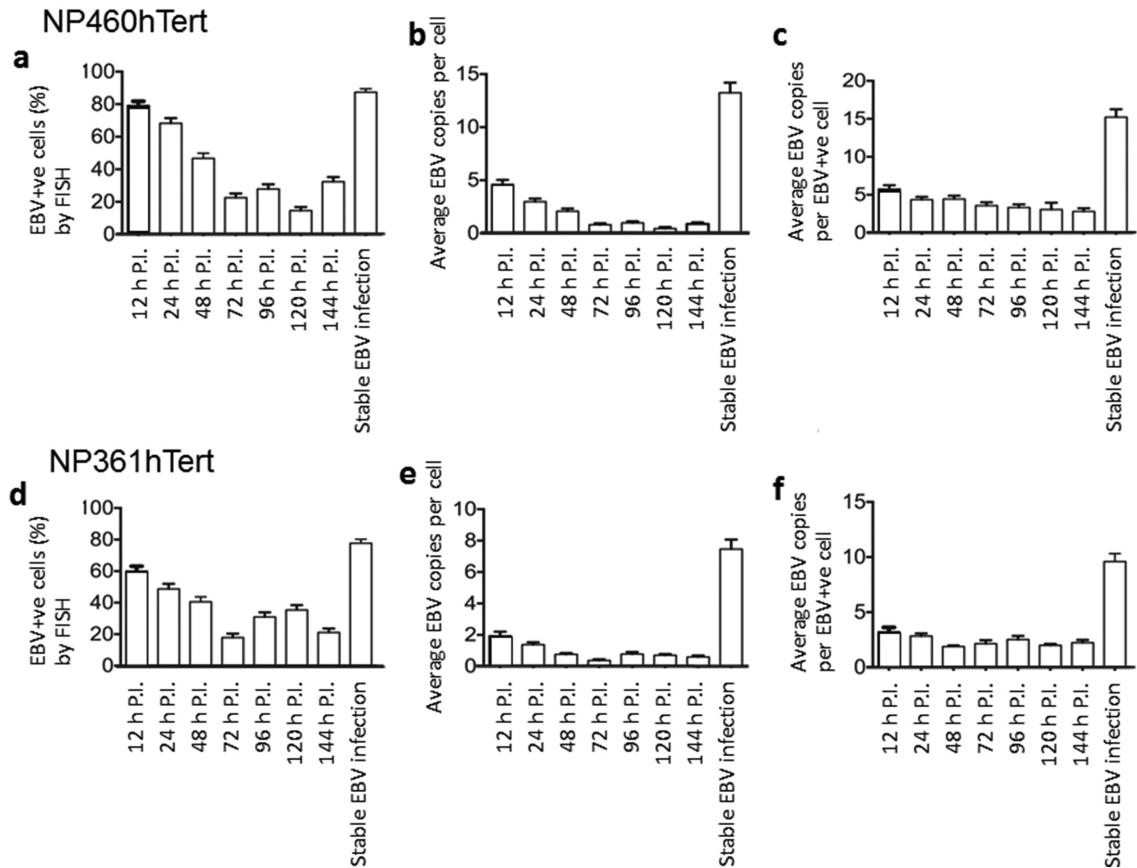 NP460hTert
a
EBV+ve cells (%)
by FISH
100
80
60
40
20
0
12 h P.I.
24 h P.I.
48 h P.I.
72 h P.I.
96 h P.I.
120 h P.I.
144 h P.I.
Stable EBV infection
b
Average EBV copies per cell
15
10
5
0
12 h P.I.
24 h P.I.
48 h P.I.
72 h P.I.
96 h P.I.
120 h P.I.
144 h P.I.
Stable EBV infection
c
Average EBV copies
per EBV+ve cell
20
15
10
5
0
12 h P.I.
24 h P.I.
48 h P.I.
72 h P.I.
96 h P.I.
120 h P.I.
144 h P.I.
Stable EBV infection
NP361hTert
d
EBV+ve cells (%)
by FISH
100
80
60
40
20
0
12 h P.I.
24 h P.I.
48 h P.I.
72 h P.I.
96 h P.I.
120 h P.I.
144 h P.I.
Stable EBV infection
e
Average EBV copies per cell
10
8
6
4
2
0
12 h P.I.
24 h P.I.
48 h P.I.
72 h P.I.
96 h P.I.
120 h P.I.
144 h P.I.
Stable EBV infection
f
Average EBV copies
per EBV+ve cell
15
10
5
0
12 h P.I.
24 h P.I.
48 h P.I.
72 h P.I.
96 h P.I.
120 h P.I.
144 h P.I.
Stable EBV infection